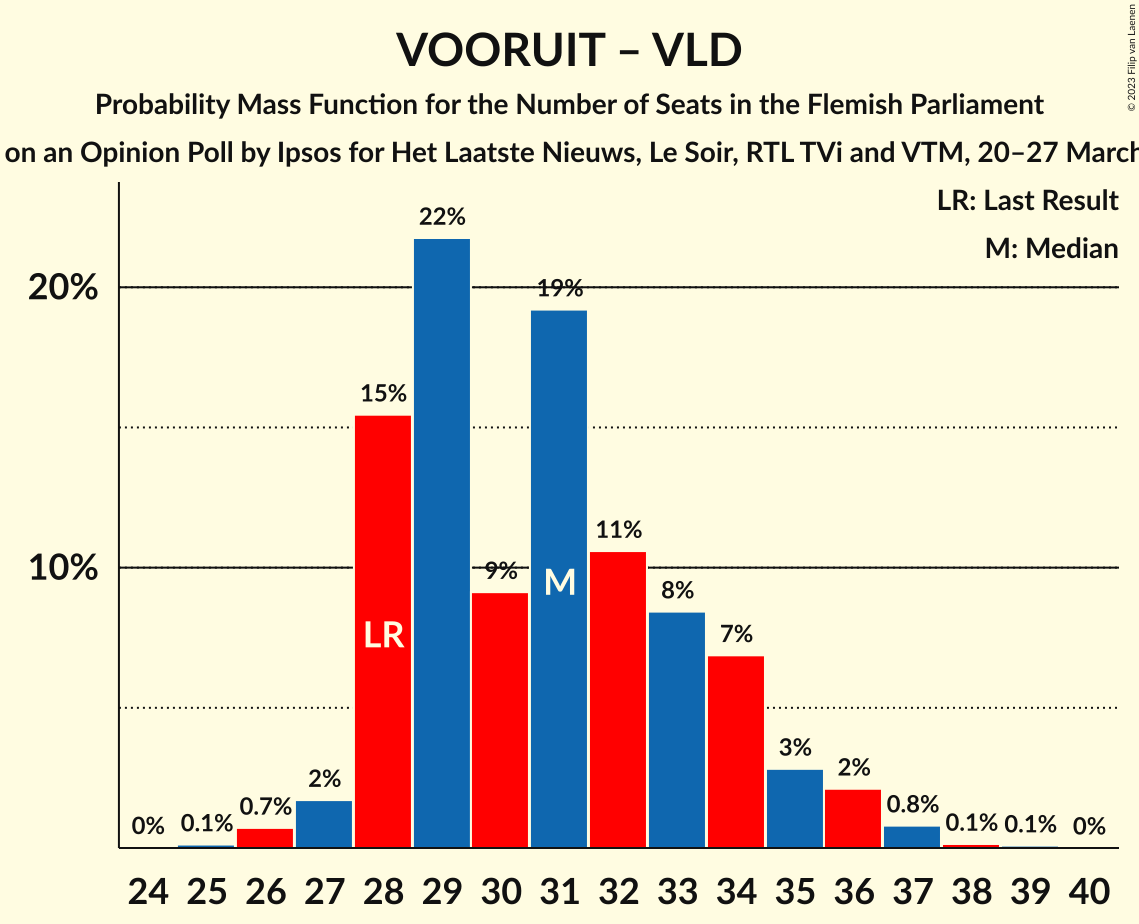 VOORUIT – VLD
Probability Mass Function for the Number of Seats in the Flemish Parliament
on an Opinion Poll by Ipsos for Het Laatste Nieuws, Le Soir, RTL TVi and VTM, 20–27 March
© 2023 Filip van Laenen
LR: Last Result
M: Median
20%
10%
0%
0.1%
0.7%
2%
15%
22%
9%
19%
11%
8%
7%
3%
2%
0.8%
0.1%
0.1%
0%
LR
M
24 25 26 27 28 29 30 31 32 33 34 35 36 37 38 39 40